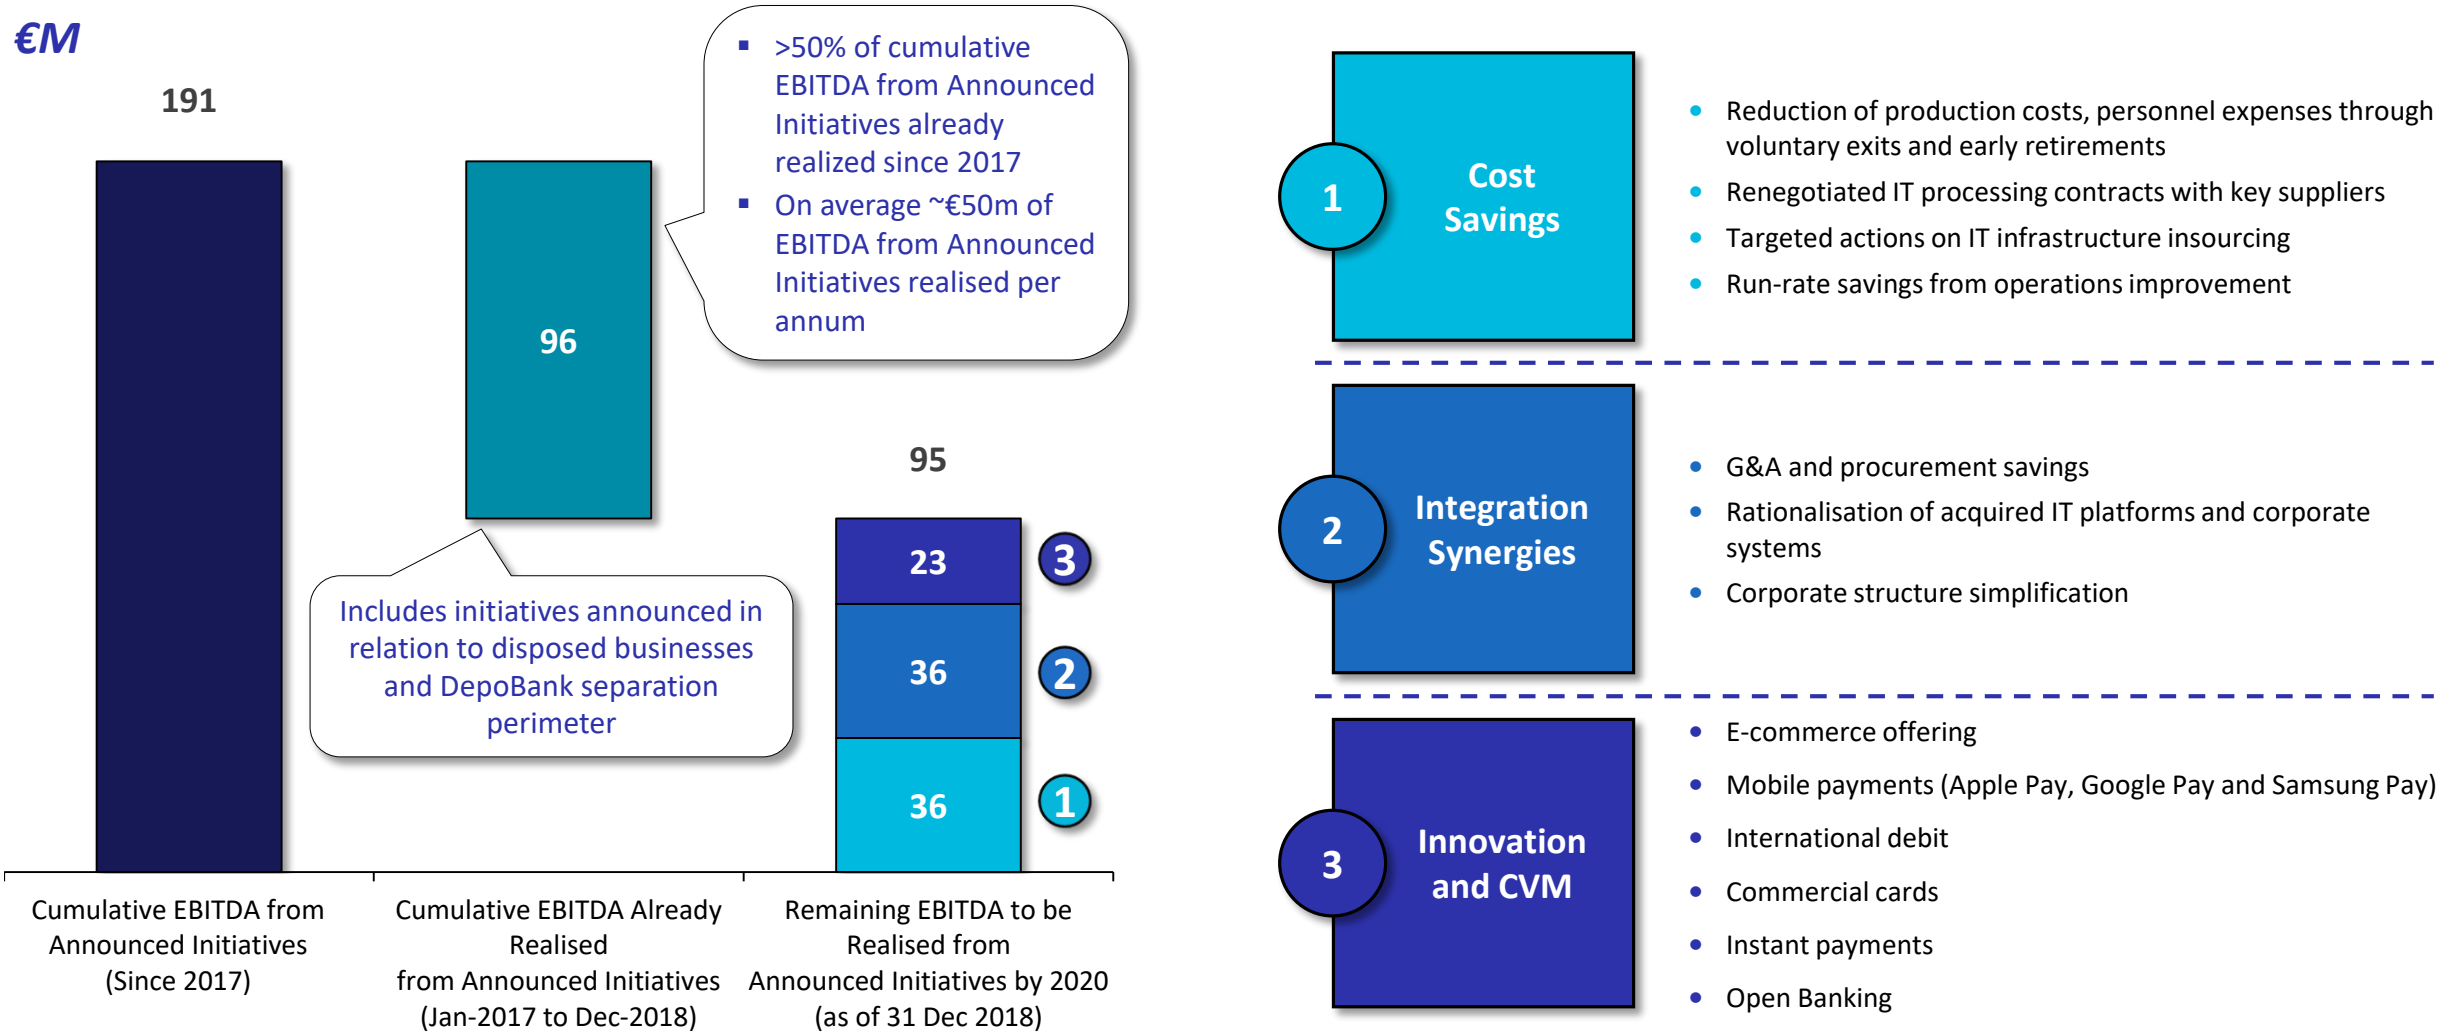 €M
191
96
95
23
36
36
3
2
1
▪ >50% of cumulative
EBITDA from Announced
Initiatives already
realized since 2017
▪ On average ~€50m of
EBITDA from Announced
Initiatives realised per
annum
Includes initiatives announced in
relation to disposed businesses
and DepoBank separation
perimeter
Cumulative EBITDA from
Announced Initiatives
(Since 2017)
Cumulative EBITDA Already
Realised
from Announced Initiatives
(Jan-2017 to Dec-2018)
Remaining EBITDA to be
Realised from
Announced Initiatives by 2020
(as of 31 Dec 2018)
1
Cost
Savings
• Reduction of production costs, personnel expenses through
voluntary exits and early retirements
• Renegotiated IT processing contracts with key suppliers
• Targeted actions on IT infrastructure insourcing
• Run-rate savings from operations improvement
2
Integration
Synergies
• G&A and procurement savings
• Rationalisation of acquired IT platforms and corporate
systems
• Corporate structure simplification
3
Innovation
and CVM
• E-commerce offering
• Mobile payments (Apple Pay, Google Pay and Samsung Pay)
• International debit
• Commercial cards
• Instant payments
• Open Banking